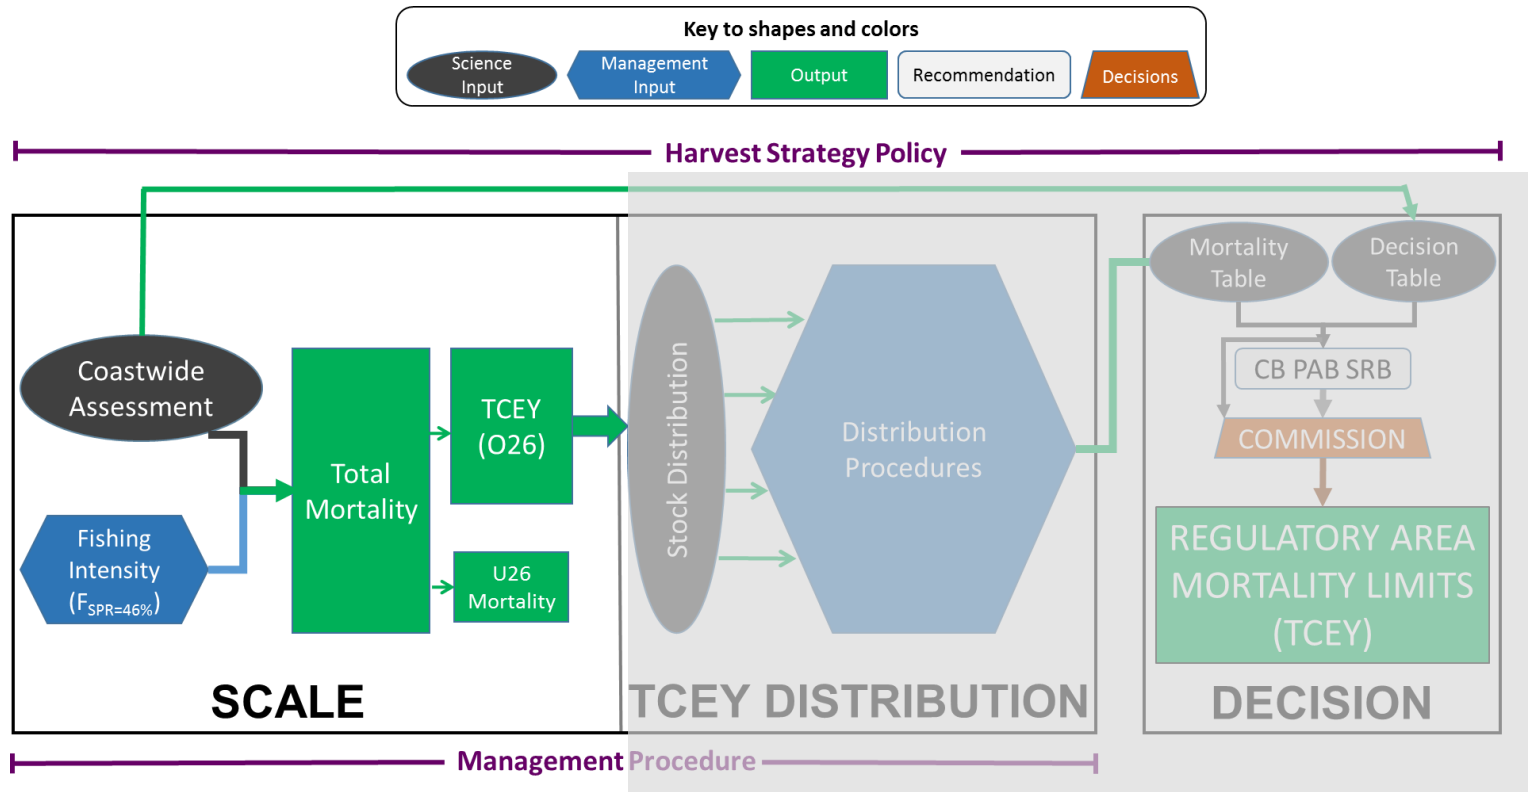 Key to shapes and colors
Science
Input
Management
Input
Output
Recommendation
Decisions
Harvest Strategy Policy
Coastwide
Assessment
Fishing
Intensity
(FSPR=46%)
Total
Mortality
TCEY
(O26)
U26
Mortality
SCALE
Stock Distribution
Distribution
Procedures
TCEY DISTRIBUTION
Mortality
Table
Decision
Table
CB PAB SRB
COMMISSION
REGULATORY AREA
MORTALITY LIMITS
(TCEY)
DECISION
Management Procedure